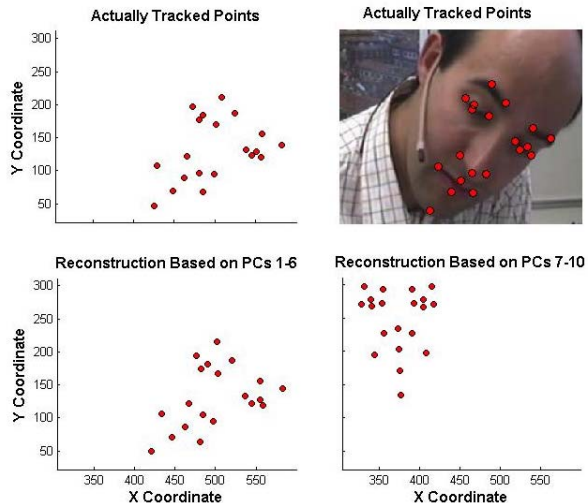 Actually Tracked Points
Actually Tracked Points
300
250
200
150
100
50
Y Coordinate
Reconstruction Based on PCs 1-6
Reconstruction Based on PCs 7-10
300
250
200
150
100
50
Y Coordinate
350 400 450 500 550
350 400 450 500 550
X Coordinate
X Coordinate